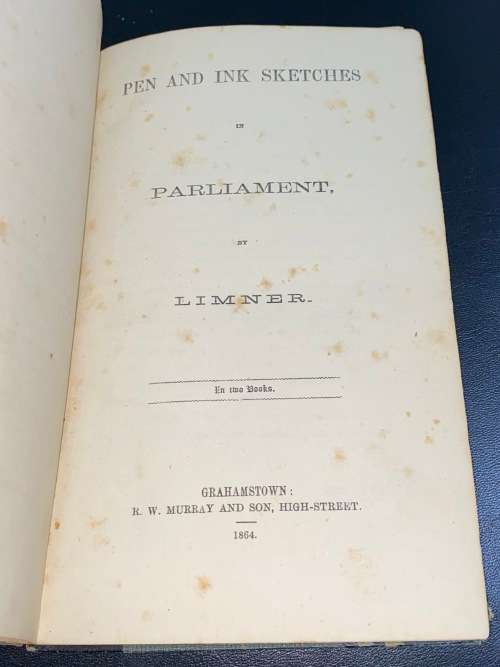 PEN AND INK SKETCHES
IN
PARLIAMENT,
BY
LIMNER.
In two Books.
GRAHAMSTOWN:
R. W. MURRAY AND SON, HIGH-STREET.
1864.